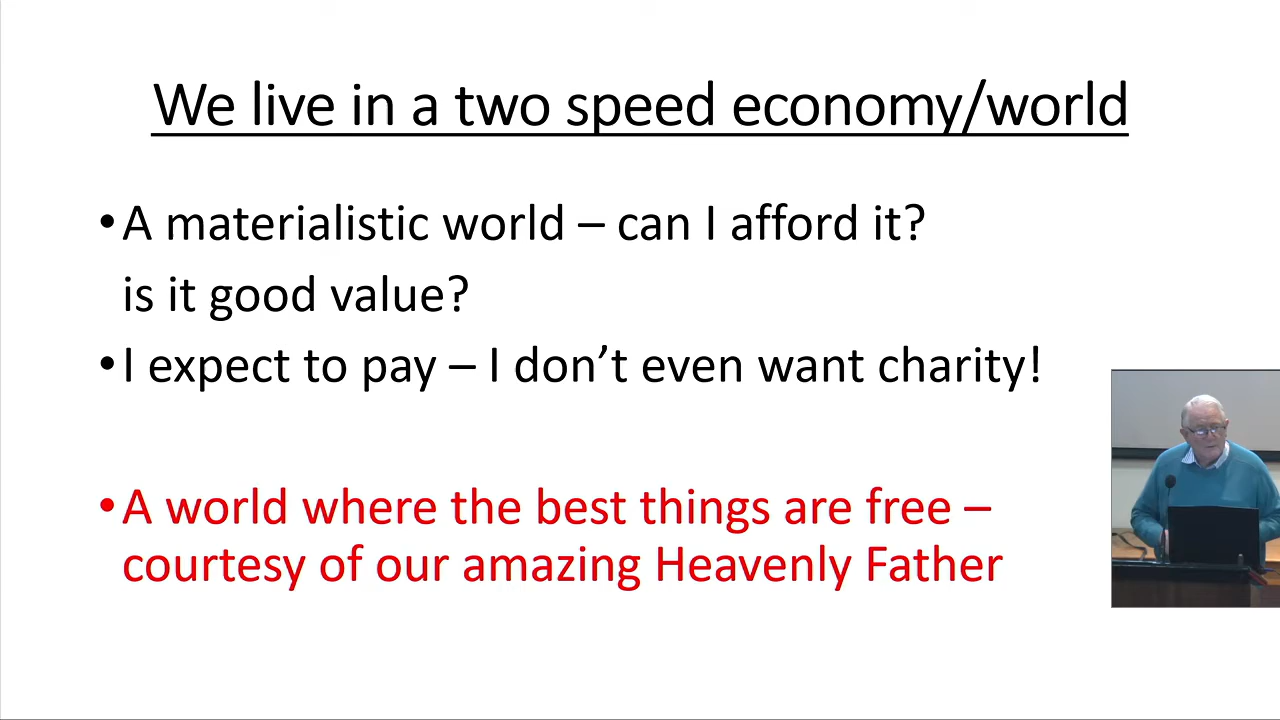 We live in a two speed economy/world
•A materialistic world – can I afford it?
is it good value?
•I expect to pay – I don’t even want charity!
•A world where the best things are free –
courtesy of our amazing Heavenly Father